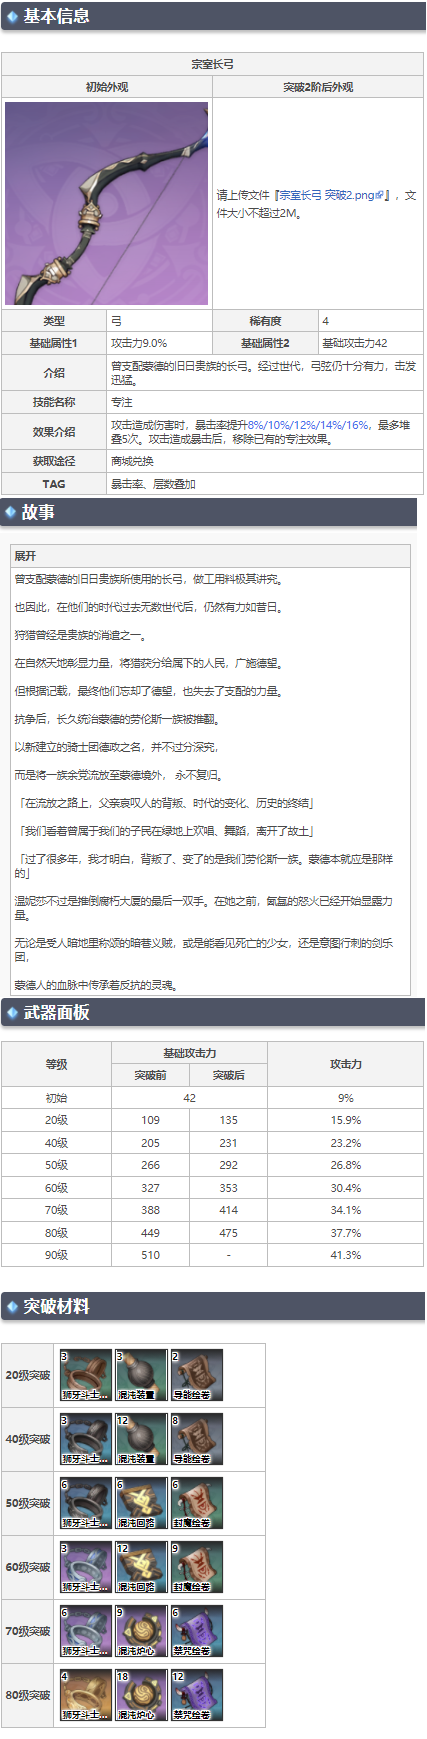 基本信息
宗室长弓
初始外观
突破2阶后外观
请上传文件『宗室长弓 突破2.png』，文
件大小不超过2M。
类型
弓
稀有度
4
基础属性1
攻击力9.0%
基础属性2
基础攻击力42
介绍
曾支配蒙德的旧日贵族的长弓。经过世代，弓弦仍十分有力，击发
迅猛。
技能名称
专注
效果介绍
攻击造成伤害时，暴击率提升8%/10%/12%/14%/16%，最多堆
叠5次。攻击造成暴击后，移除已有的专注效果。
获取途径
商城兑换
TAG
暴击率、层数叠加
故事
展开
曾支配蒙德的旧日贵族所使用的长弓，做工用料极其讲究。
也因此，在他们的时代过去无数世代后，仍然有力如昔日。
狩猎曾经是贵族的消遣之一。
在自然天地彰显力量，将猎获分给属下的人民，广施德望。
但根据记载，最终他们忘却了德望，也失去了支配的力量。
抗争后，长久统治蒙德的劳伦斯一族被推翻。
以新建立的骑士团德政之名，并不过分深究，
而是将一族余党流放至蒙德境外， 永不复归。
「在流放之路上，父亲哀叹人的背叛、时代的变化、历史的终结」
「我们看着曾属于我们的子民在绿地上欢唱、舞蹈，离开了故土」
「过了很多年，我才明白，背叛了、变了的是我们劳伦斯一族。蒙德本就应是那样
的」
温妮莎不过是推倒腐朽大厦的最后一双手。在她之前，氤氲的怒火已经开始显露力
量。
无论是受人暗地里称颂的暗巷义贼，或是能看见死亡的少女，还是意图行刺的剑乐
团，
蒙德人的血脉中传承着反抗的灵魂。
武器面板
等级
基础攻击力
攻击力
突破前
突破后
初始 42 9%
20级 109 135 15.9%
40级 205 231 23.2%
50级 266 292 26.8%
60级 327 353 30.4%
70级 388 414 34.1%
80级 449 475 37.7%
90级 510 - 41.3%
突破材料
3 3 2
20级突破
狮牙斗士... 混沌装置 导能绘卷
3 12 8
40级突破
狮牙斗士... 混沌装置 导能绘卷
6 6 6
50级突破
狮牙斗士... 混沌回路 封魔绘卷
3 12 9
60级突破
狮牙斗士... 混沌回路 封魔绘卷
6 9 6
70级突破
狮牙斗士... 混沌炉心 禁咒绘卷
4 18 12
80级突破
狮牙斗士... 混沌炉心 禁咒绘卷